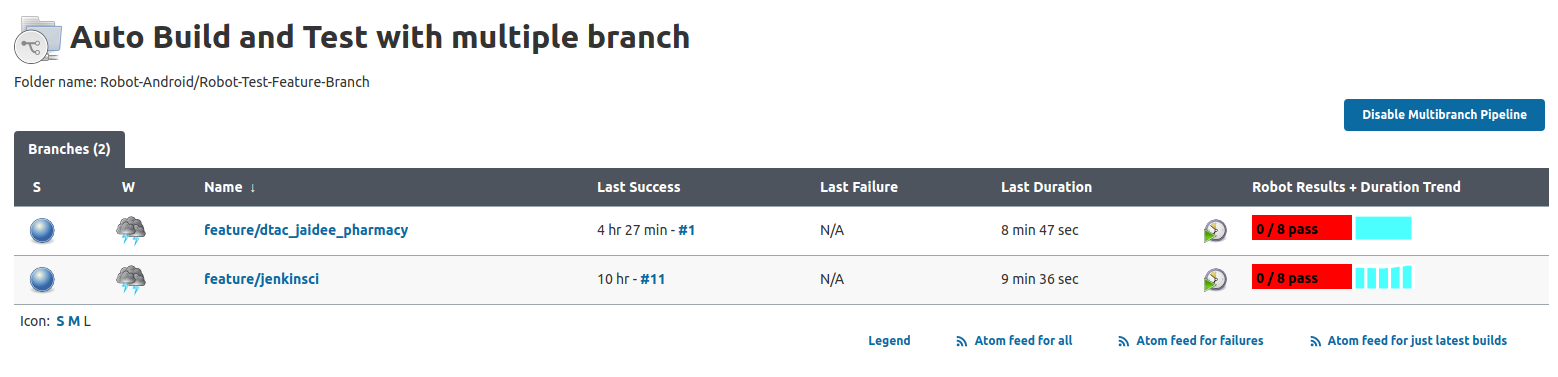 Auto Build and Test with multiple branch
Folder name: Robot-Android/Robot-Test-Feature-Branch
Disable Multibranch Pipeline
Branches (2)
S W Name ↓ Last Success Last Failure Last Duration Robot Results + Duration Trend
feature/dtac_jaidee_pharmacy 4 hr 27 min - #1 N/A 8 min 47 sec 0 / 8 pass
feature/jenkinsci 10 hr - #11 N/A 9 min 36 sec 0 / 8 pass
Icon: S M L
Legend Atom feed for all Atom feed for failures Atom feed for just latest builds